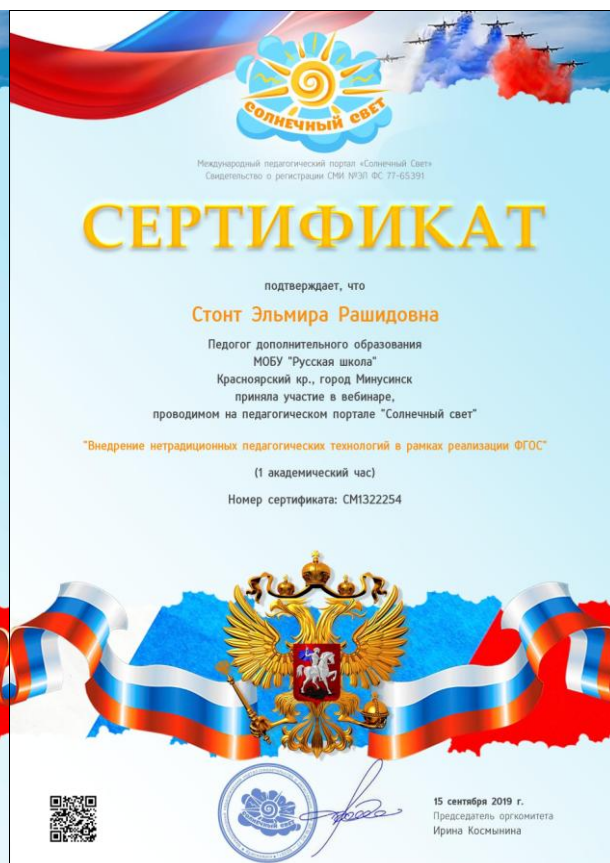 СОЛНЕЧНЫЙ СВЕТ
Международный педагогический портал «Солнечный Свет»
Свидетельство о регистрации СМИ №ЭЛ ФС 77-65391
СЕРТИФИКАТ
подтверждает, что
Стонт Эльмира Рашидовна
Педогог дополнительного образования
МОБУ "Русская школа"
Красноярский кр., город Минусинск
приняла участие в вебинаре,
проводимом на педагогическом портале "Солнечный свет"
"Внедрение нетрадиционных педагогических технологий в рамках реализации ФГОС"
(1 академический час)
Номер сертификата: СМ1322254
СОЛНЕЧНЫЙ СВЕТ
15 сентября 2019 г.
Председатель оргкомитета
Ирина Космынина